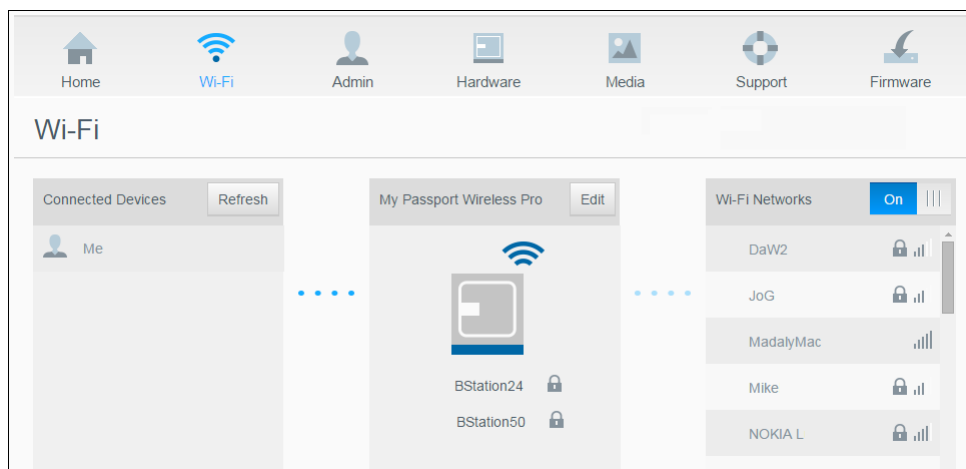 Home Wi-Fi Admin Hardware Media Support Firmware
Wi-Fi
Connected Devices Refresh
Me
My Passport Wireless Pro Edit
BStation24
BStation50
Wi-Fi Networks On
DaW2
JoG
MadalyMac
Mike
NOKIA L